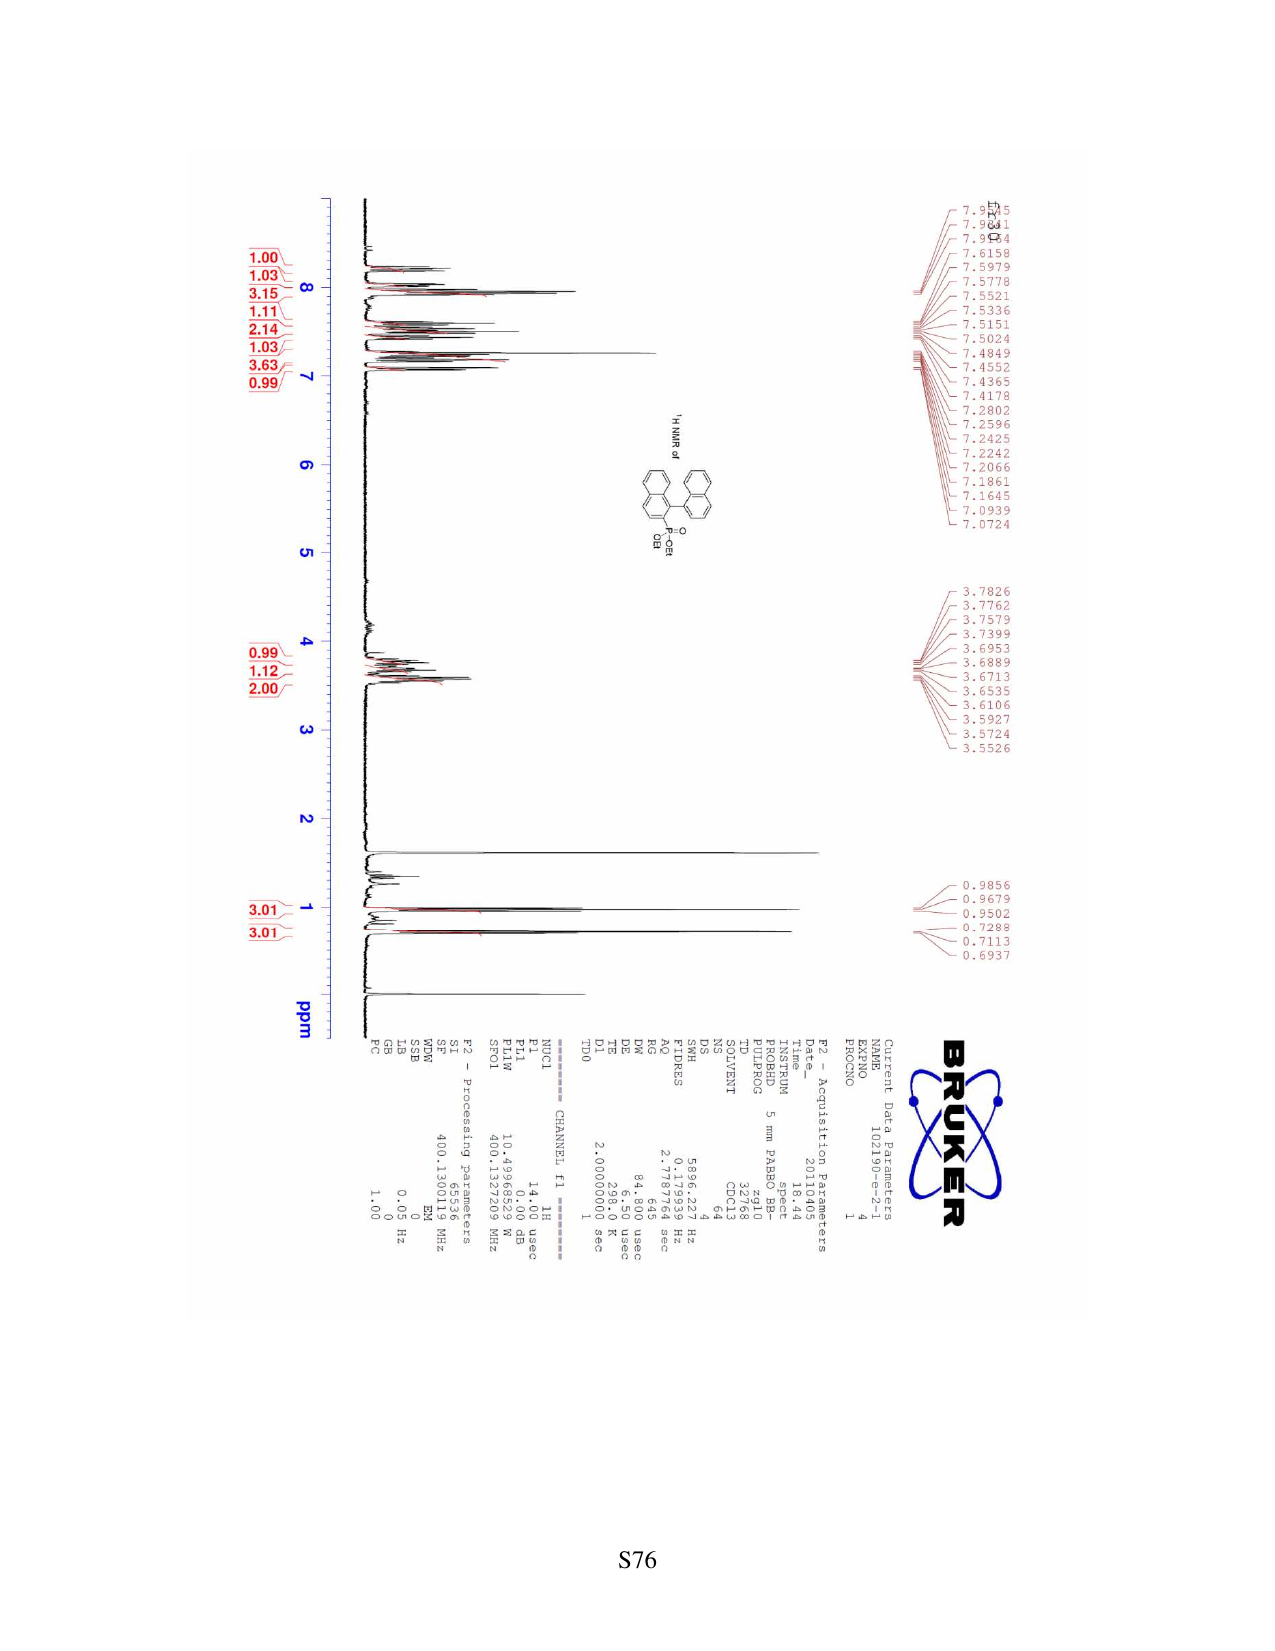 fr30
7.9545
7.9341
7.9164
7.6158
7.5979
7.5778
7.5521
7.5336
7.5151
7.5024
7.4849
7.4552
7.4365
7.4178
7.2802
7.2596
7.2425
7.2242
7.2066
7.1861
7.1645
7.0939
7.0724
3.7826
3.7762
3.7579
3.7399
3.6953
3.6889
3.6713
3.6535
3.6106
3.5927
3.5724
3.5526
0.9856
0.9679
0.9502
0.7288
0.7113
0.6937
BRUKER
Current Data Parameters
NAME 102190-e-2-1
EXPNO 4
PROCNO 1
F2 - Acquisition Parameters
Date_ 20110405
Time 18.44
INSTRUM spect
PROBHD 5 mm PABBO BB-
PULPROG zg10
TD 32768
SOLVENT CDCl3
NS 64
DS 4
SWH 5896.227 Hz
FIDRES 0.179939 Hz
AQ 2.7787764 sec
RG 645
DW 84.800 usec
DE 6.50 usec
TE 298.0 K
D1 2.00000000 sec
TD0 1
======== CHANNEL f1 ========
NUC1 1H
P1 14.00 usec
PL1 0.00 dB
PL1W 10.49968529 W
SFO1 400.1327209 MHz
F2 - Processing parameters
SI 65536
SF 400.1300119 MHz
WDW EM
SSB 0
LB 0.05 Hz
GB 0
PC 1.00
¹H NMR of
P=O
OEt
OEt
8 7 6 5 4 3 2 1 ppm
1.00
1.03
3.15
1.11
2.14
1.03
3.63
0.99
0.99
1.12
2.00
3.01
3.01
S76